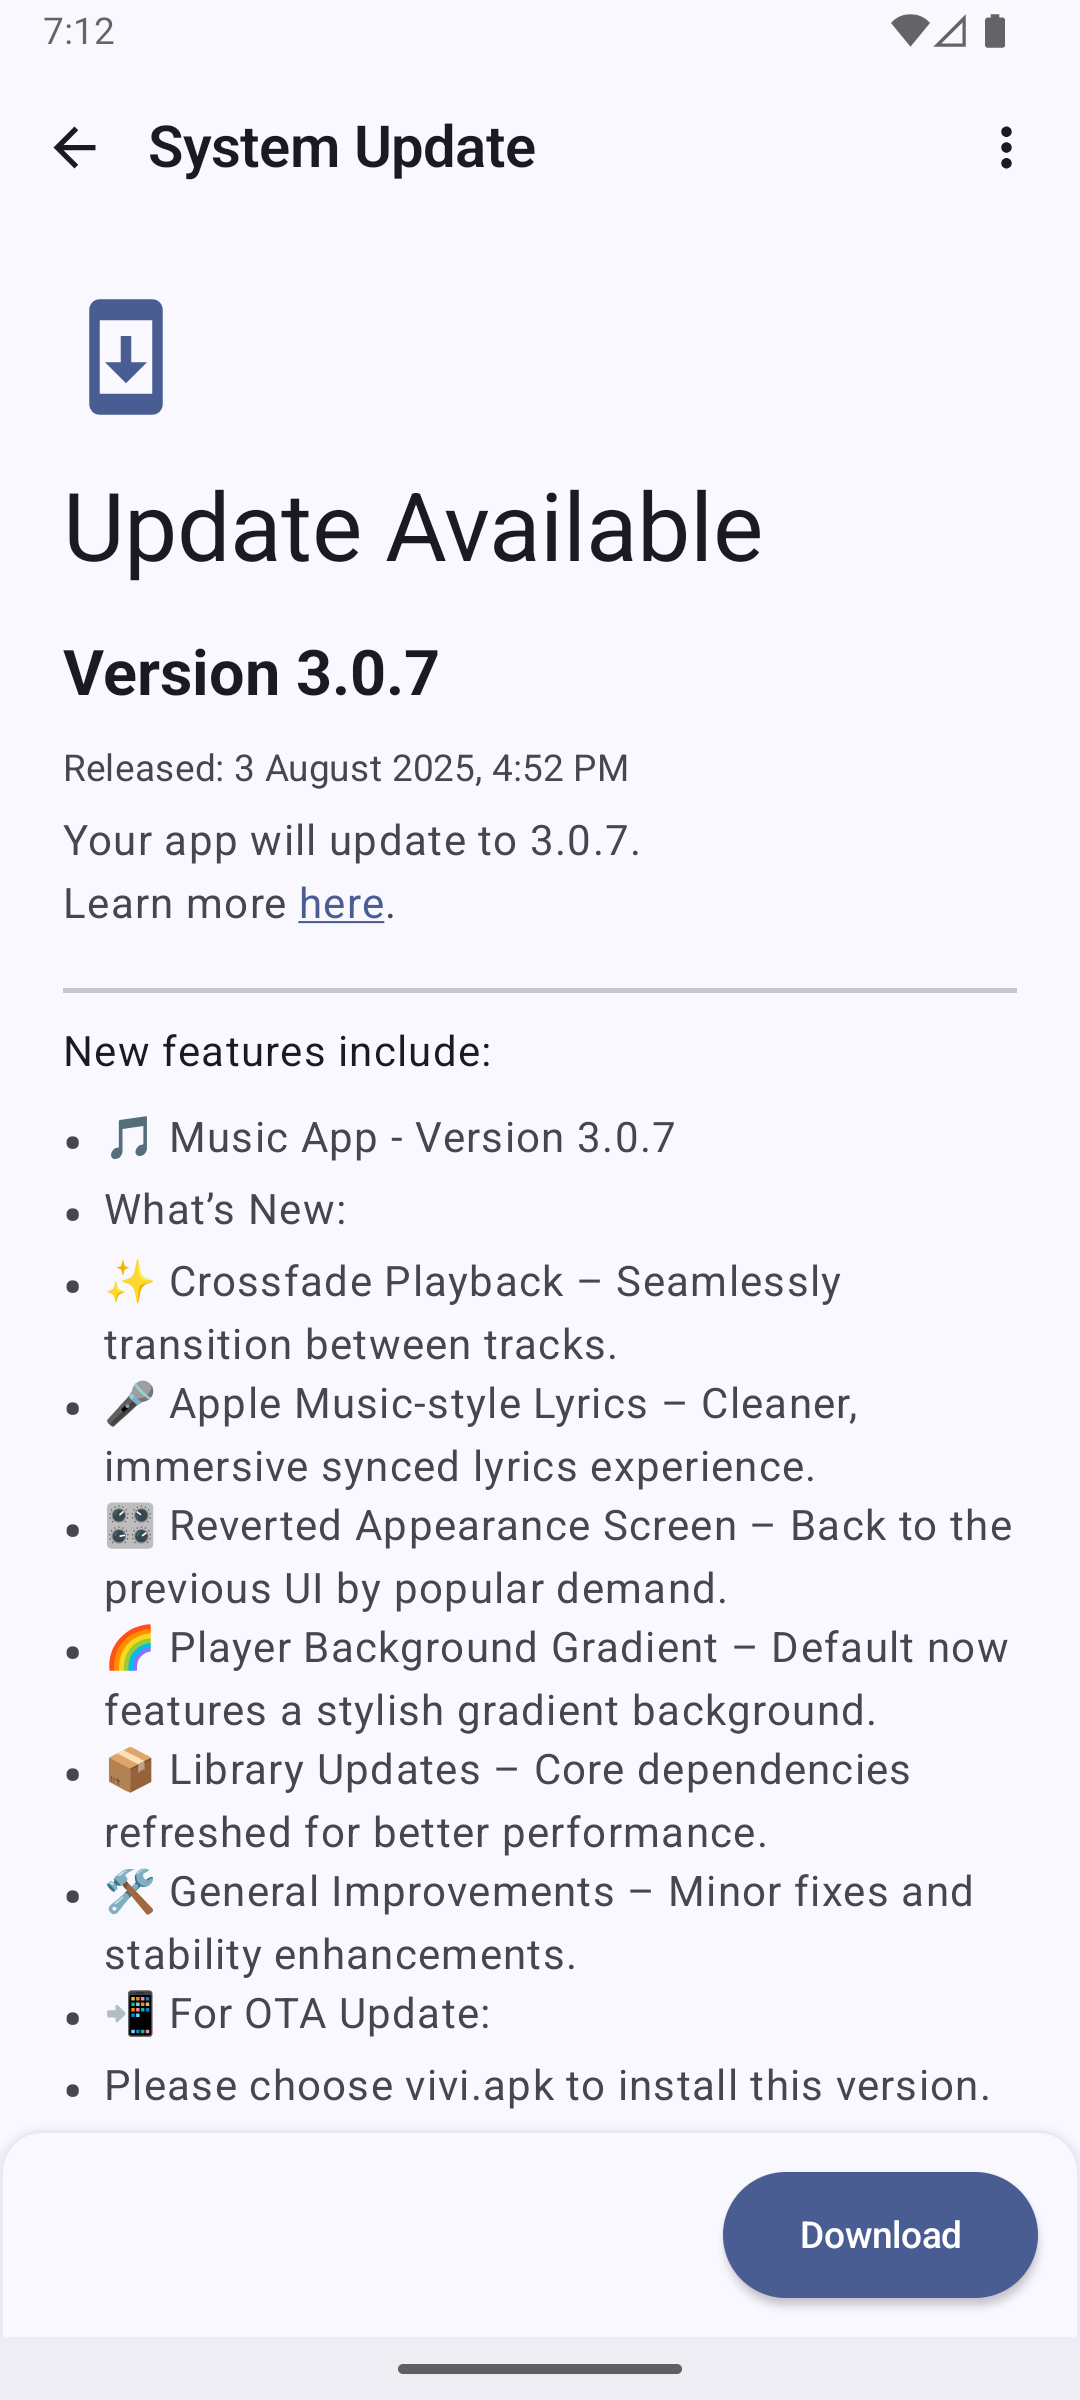 7:12
System Update
Update Available
Version 3.0.7
Released: 3 August 2025, 4:52 PM
Your app will update to 3.0.7.
Learn more here.
New features include:
• 🎵 Music App - Version 3.0.7
• What’s New:
• ✨ Crossfade Playback – Seamlessly
transition between tracks.
• 🎤 Apple Music-style Lyrics – Cleaner,
immersive synced lyrics experience.
• 🎛️ Reverted Appearance Screen – Back to the
previous UI by popular demand.
• 🌈 Player Background Gradient – Default now
features a stylish gradient background.
• 📦 Library Updates – Core dependencies
refreshed for better performance.
• 🛠️ General Improvements – Minor fixes and
stability enhancements.
• 📲 For OTA Update:
• Please choose vivi.apk to install this version.
Download